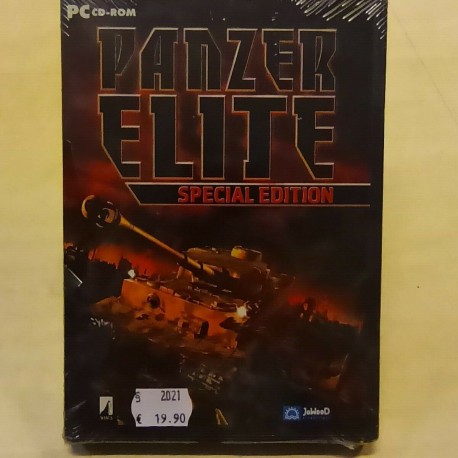 PC CD-ROM
PANZER
ELITE
SPECIAL EDITION
5 2021
€ 19.90
JoWooD